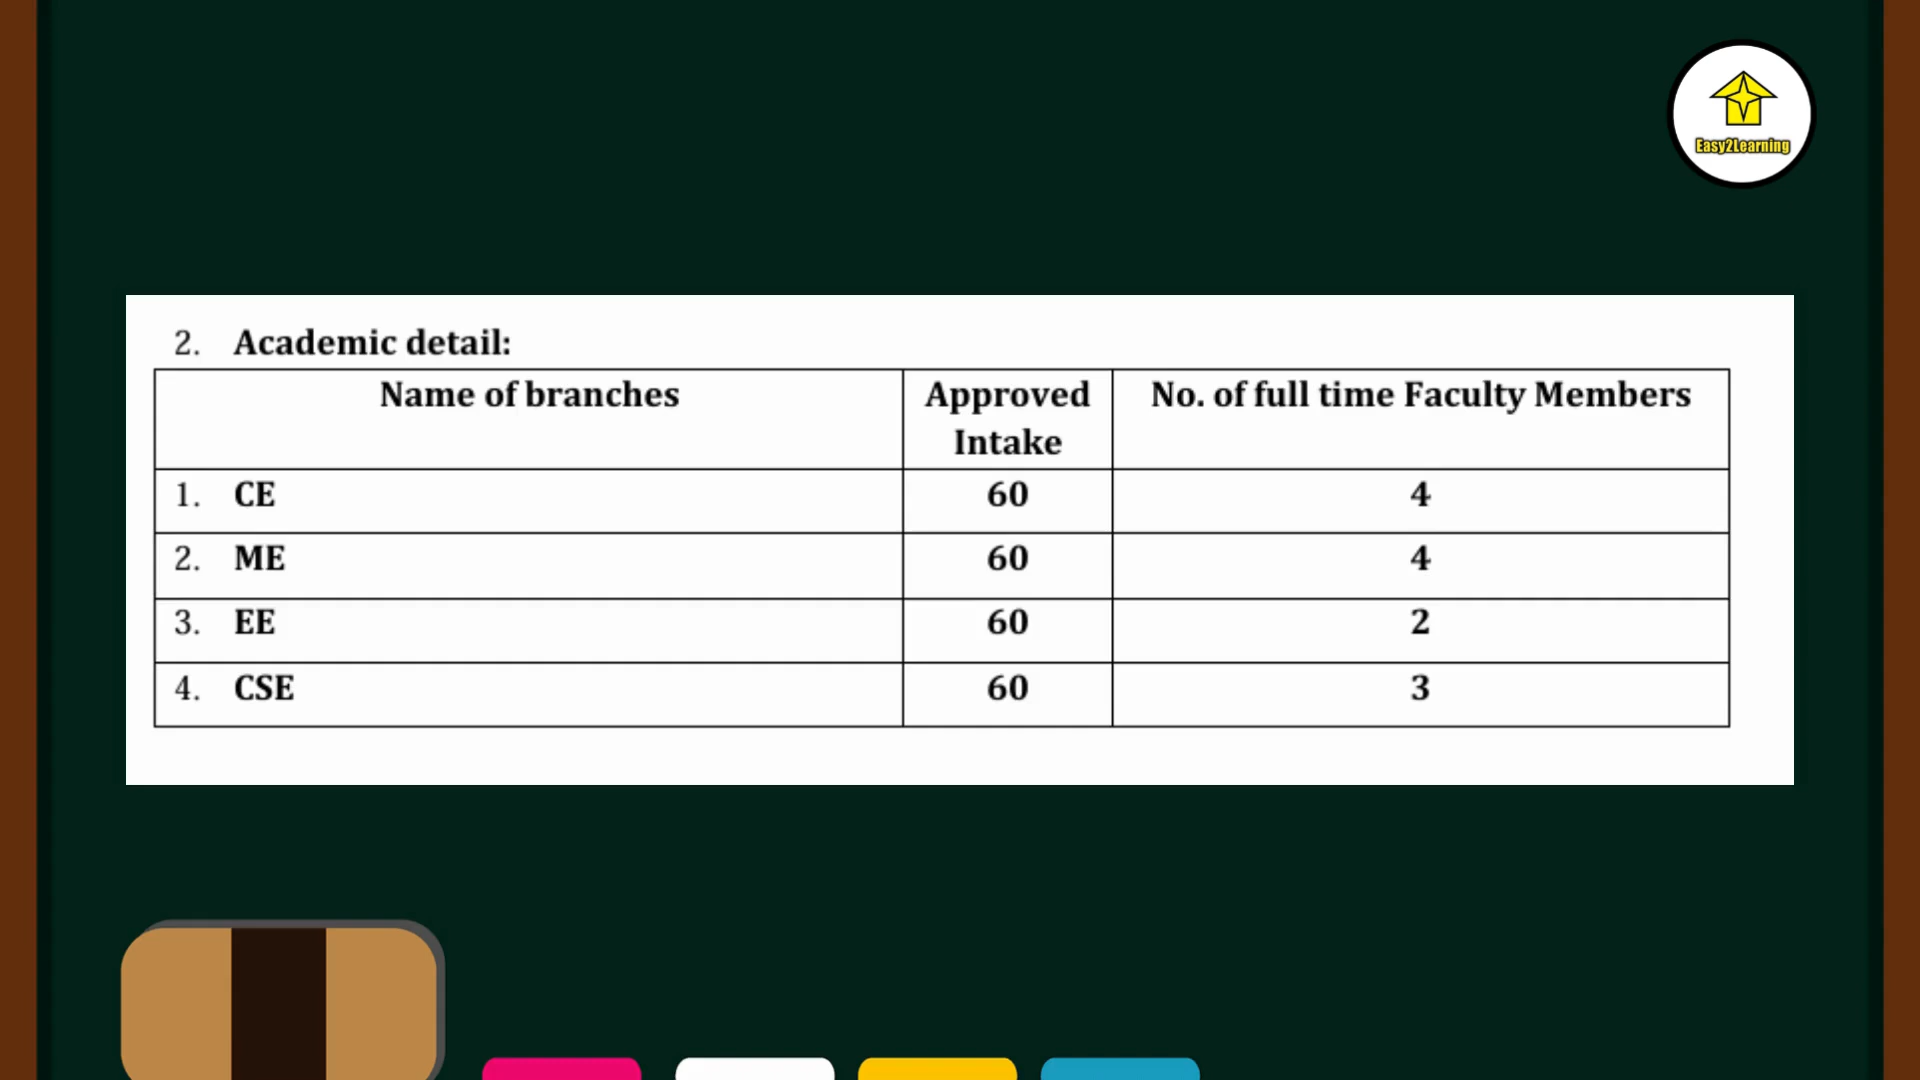 Easy2Learning
2. Academic detail:
Name of branches Approved Intake No. of full time Faculty Members
1. CE 60 4
2. ME 60 4
3. EE 60 2
4. CSE 60 3